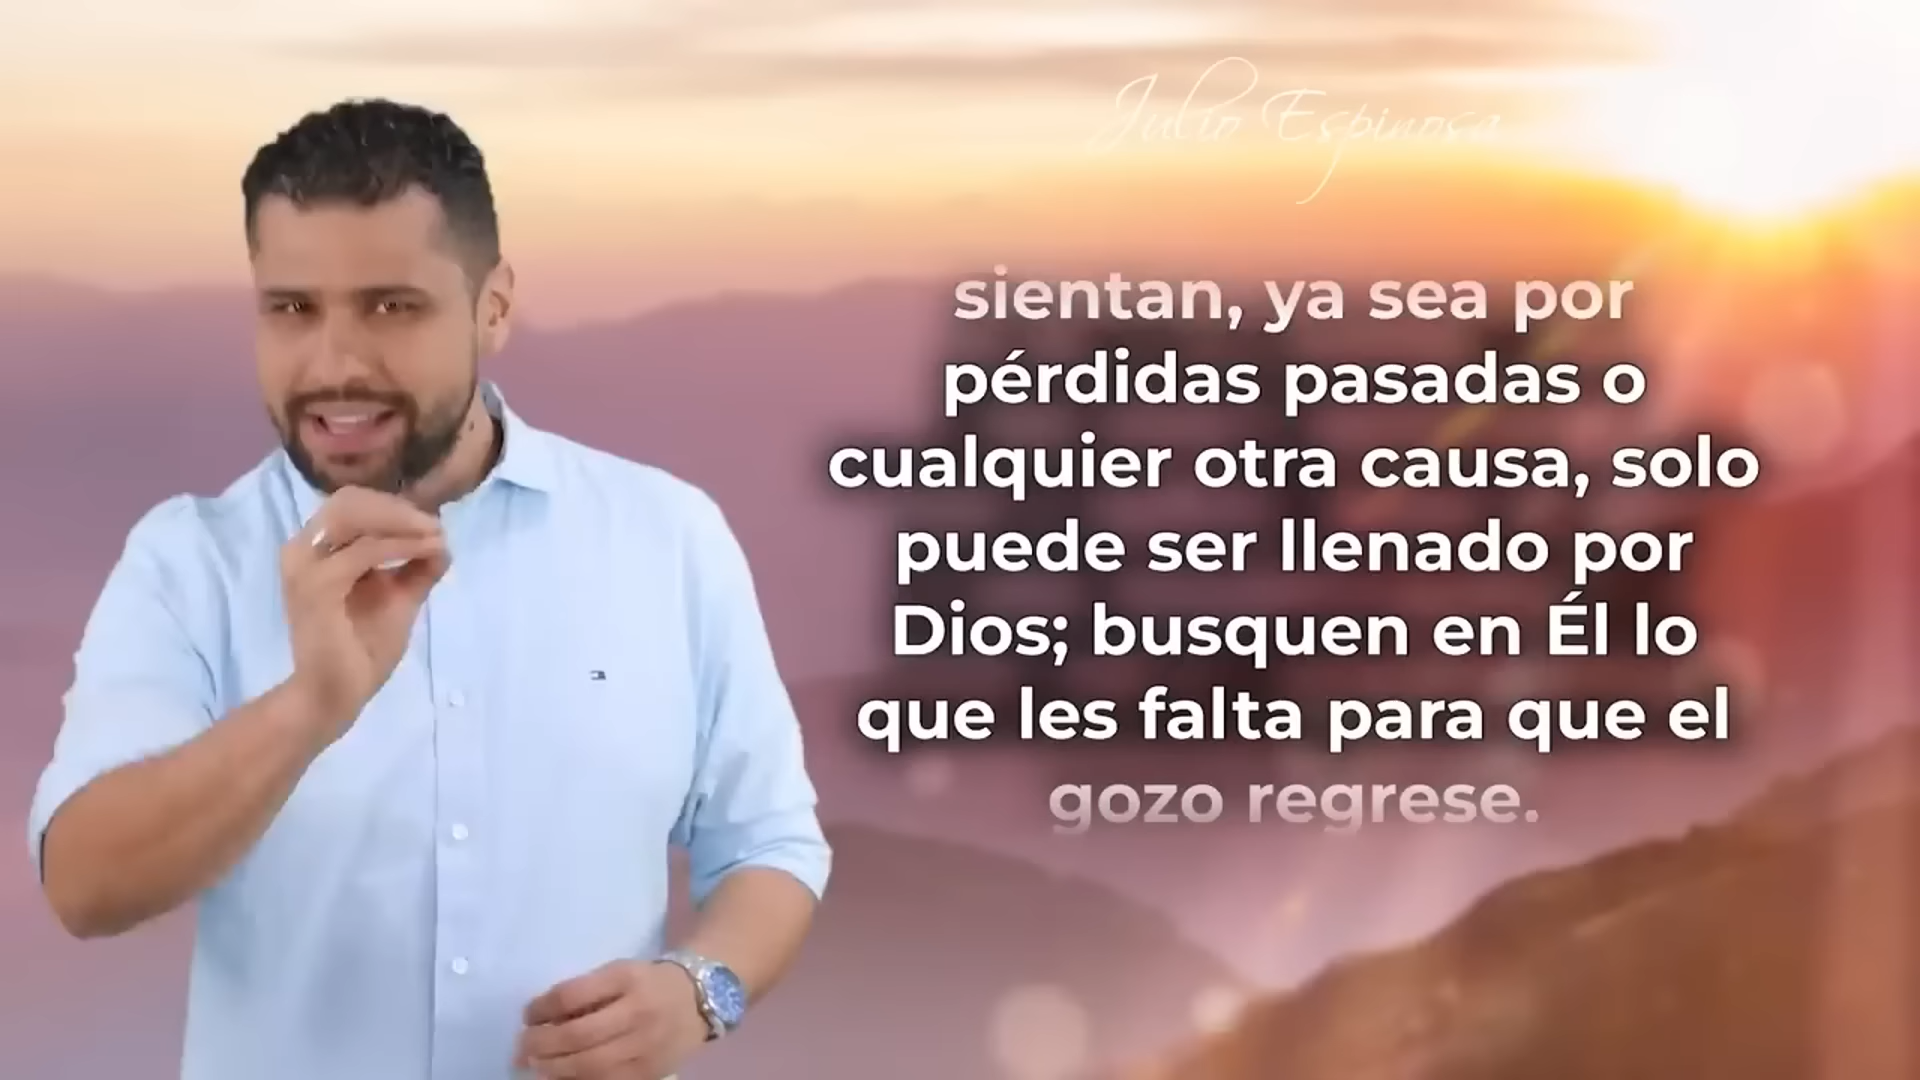 Julio Espinosa
sientan, ya sea por
pérdidas pasadas o
cualquier otra causa, solo
puede ser llenado por
Dios; busquen en Él lo
que les falta para que el
gozo regrese.